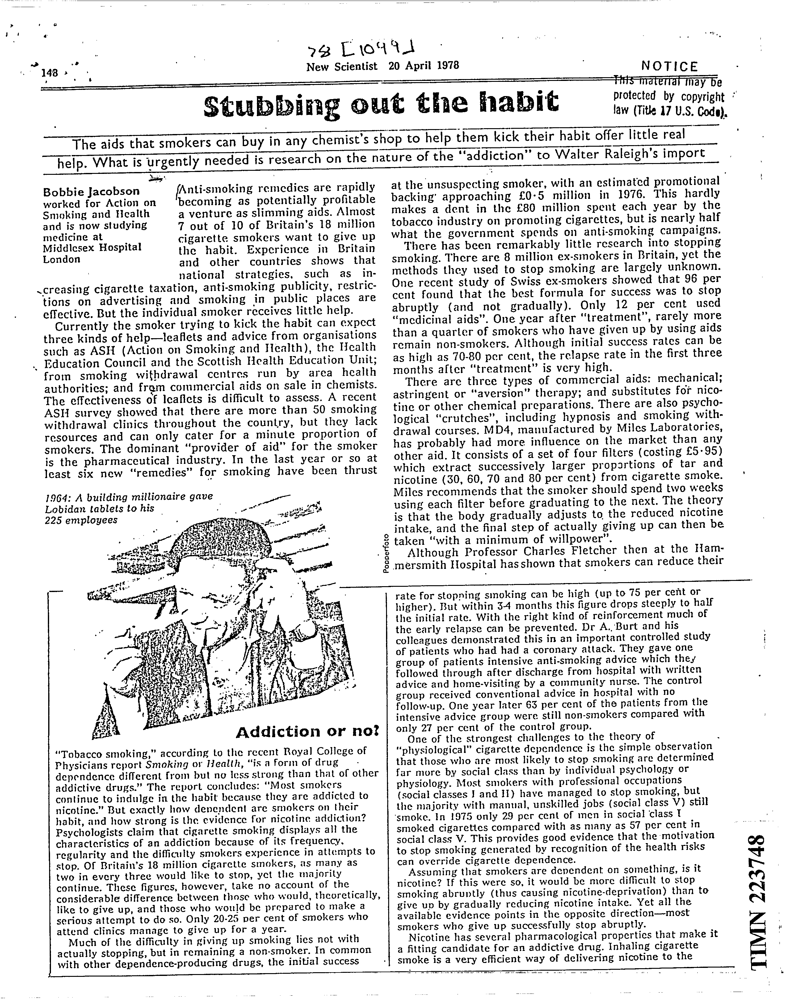 78 [1099]
148
New Scientist 20 April 1978
NOTICE
This material may be
protected by copyright
law (Title 17 U.S. Code).
Stubbing out the habit
The aids that smokers can buy in any chemist's shop to help them kick their habit offer little real
help. What is urgently needed is research on the nature of the "addiction" to Walter Raleigh's import
Bobbie Jacobson
worked for Action on
Smoking and Health
and is now studying
medicine at
Middlesex Hospital
London
Anti-smoking remedies are rapidly
becoming as potentially profitable
a venture as slimming aids. Almost
7 out of 10 of Britain's 18 million
cigarette smokers want to give up
the habit. Experience in Britain
and other countries shows that
national strategies, such as in-
creasing cigarette taxation, anti-smoking publicity, restric-
tions on advertising and smoking in public places are
effective. But the individual smoker receives little help.
Currently the smoker trying to kick the habit can expect
three kinds of help—leaflets and advice from organisations
such as ASH (Action on Smoking and Health), the Health
Education Council and the Scottish Health Education Unit;
from smoking withdrawal centres run by area health
authorities; and from commercial aids on sale in chemists.
The effectiveness of leaflets is difficult to assess. A recent
ASH survey showed that there are more than 50 smoking
withdrawal clinics throughout the country, but they lack
resources and can only cater for a minute proportion of
smokers. The dominant "provider of aid" for the smoker
is the pharmaceutical industry. In the last year or so at
least six new "remedies" for smoking have been thrust
at the unsuspecting smoker, with an estimated promotional
backing approaching £0·5 million in 1976. This hardly
makes a dent in the £80 million spent each year by the
tobacco industry on promoting cigarettes, but is nearly half
what the government spends on anti-smoking campaigns.
There has been remarkably little research into stopping
smoking. There are 8 million ex-smokers in Britain, yet the
methods they used to stop smoking are largely unknown.
One recent study of Swiss ex-smokers showed that 96 per
cent found that the best formula for success was to stop
abruptly (and not gradually). Only 12 per cent used
"medicinal aids". One year after "treatment", rarely more
than a quarter of smokers who have given up by using aids
remain non-smokers. Although initial success rates can be
as high as 70-80 per cent, the relapse rate in the first three
months after "treatment" is very high.
There are three types of commercial aids: mechanical;
astringent or "aversion" therapy; and substitutes for nico-
tine or other chemical preparations. There are also psycho-
logical "crutches", including hypnosis and smoking with-
drawal courses. MD4, manufactured by Miles Laboratories,
has probably had more influence on the market than any
other aid. It consists of a set of four filters (costing £5·95)
which extract successively larger proportions of tar and
nicotine (30, 60, 70 and 80 per cent) from cigarette smoke.
Miles recommends that the smoker should spend two weeks
using each filter before graduating to the next. The theory
is that the body gradually adjusts to the reduced nicotine
intake, and the final step of actually giving up can then be
taken "with a minimum of willpower".
Although Professor Charles Fletcher then at the Ham-
mersmith Hospital has shown that smokers can reduce their
1964: A building millionaire gave
Lobidan tablets to his
225 employees
Popperfoto
Addiction or no?
"Tobacco smoking," according to the recent Royal College of
Physicians report Smoking or Health, "is a form of drug
dependence different from but no less strong than that of other
addictive drugs." The report concludes: "Most smokers
continue to indulge in the habit because they are addicted to
nicotine." But exactly how dependent are smokers on their
habit, and how strong is the evidence for nicotine addiction?
Psychologists claim that cigarette smoking displays all the
characteristics of an addiction because of its frequency,
regularity and the difficulty smokers experience in attempts to
stop. Of Britain's 18 million cigarette smokers, as many as
two in every three would like to stop, yet the majority
continue. These figures, however, take no account of the
considerable difference between those who would, theoretically,
like to give up, and those who would be prepared to make a
serious attempt to do so. Only 20-25 per cent of smokers who
attend clinics manage to give up for a year.
Much of the difficulty in giving up smoking lies not with
actually stopping, but in remaining a non-smoker. In common
with other dependence-producing drugs, the initial success
rate for stopping smoking can be high (up to 75 per cent or
higher). But within 3-4 months this figure drops steeply to half
the initial rate. With the right kind of reinforcement much of
the early relapse can be prevented. Dr A. Burt and his
colleagues demonstrated this in an important controlled study
of patients who had had a coronary attack. They gave one
group of patients intensive anti-smoking advice which they
followed through after discharge from hospital with written
advice and home-visiting by a community nurse. The control
group received conventional advice in hospital with no
follow-up. One year later 63 per cent of the patients from the
intensive advice group were still non-smokers compared with
only 27 per cent of the control group.
One of the strongest challenges to the theory of
"physiological" cigarette dependence is the simple observation
that those who are most likely to stop smoking are determined
far more by social class than by individual psychology or
physiology. Most smokers with professional occupations
(social classes I and II) have managed to stop smoking, but
the majority with manual, unskilled jobs (social class V) still
smoke. In 1975 only 29 per cent of men in social class I
smoked cigarettes compared with as many as 57 per cent in
social class V. This provides good evidence that the motivation
to stop smoking generated by recognition of the health risks
can override cigarette dependence.
Assuming that smokers are dependent on something, is it
nicotine? If this were so, it would be more difficult to stop
smoking abruptly (thus causing nicotine-deprivation) than to
give up by gradually reducing nicotine intake. Yet all the
available evidence points in the opposite direction—most
smokers who give up successfully stop abruptly.
Nicotine has several pharmacological properties that make it
a fitting candidate for an addictive drug. Inhaling cigarette
smoke is a very efficient way of delivering nicotine to the
TIMN 223748